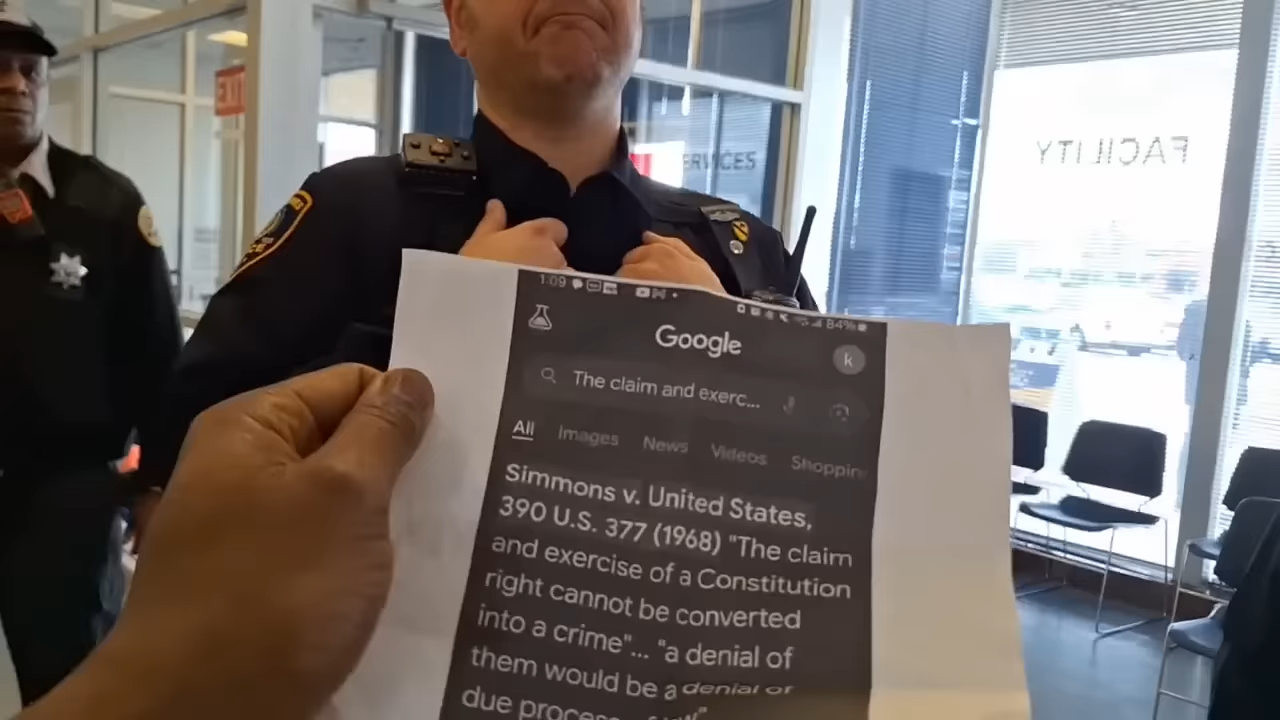 EXIT
ERVICES
FACILITY
1:09
84%
Google
k
The claim and exerc...
All Images News Videos Shoppin
Simmons v. United States,
390 U.S. 377 (1968) "The claim
and exercise of a Constitution
right cannot be converted
into a crime"... "a denial of
them would be a denial of
due process